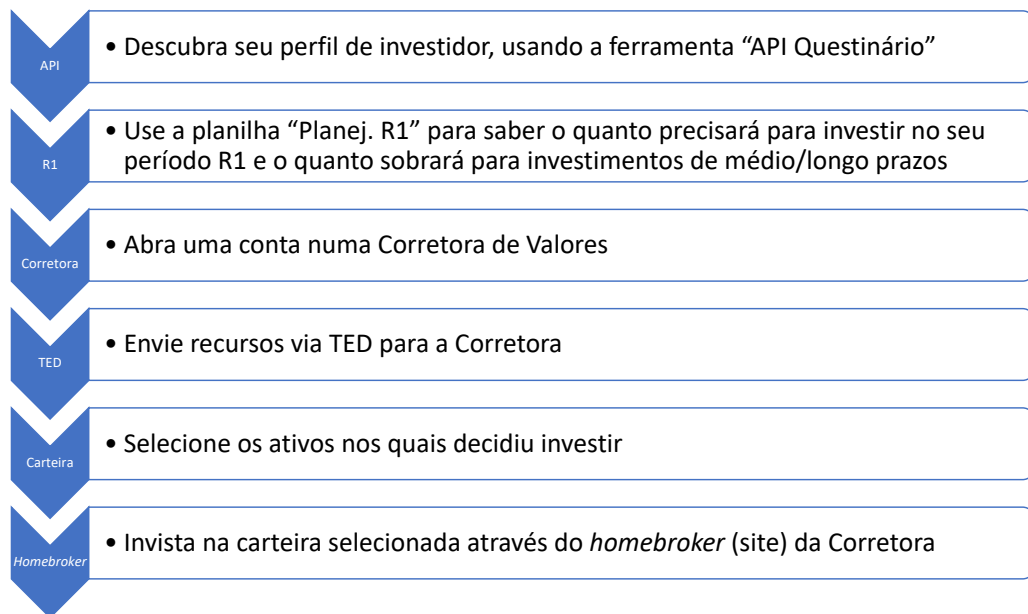 API
• Descubra seu perfil de investidor, usando a ferramenta “API Questinário”
R1
• Use a planilha “Planej. R1” para saber o quanto precisará para investir no seu
período R1 e o quanto sobrará para investimentos de médio/longo prazos
Corretora
• Abra uma conta numa Corretora de Valores
TED
• Envie recursos via TED para a Corretora
Carteira
• Selecione os ativos nos quais decidiu investir
Homebroker
• Invista na carteira selecionada através do homebroker (site) da Corretora